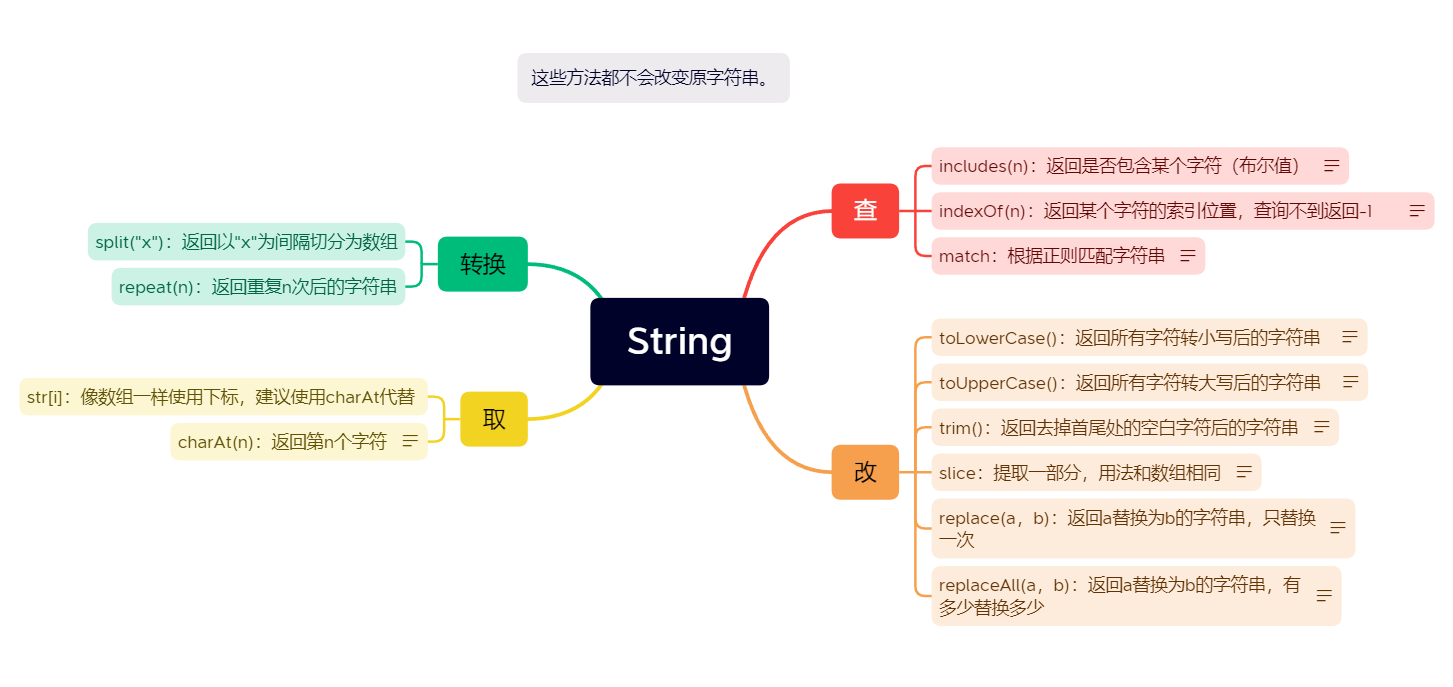 这些方法都不会改变原字符串。
String
查
includes(n)：返回是否包含某个字符（布尔值）
indexOf(n)：返回某个字符的索引位置，查询不到返回-1
match：根据正则匹配字符串
改
toLowerCase()：返回所有字符转小写后的字符串
toUpperCase()：返回所有字符转大写后的字符串
trim()：返回去掉首尾处的空白字符后的字符串
slice：提取一部分，用法和数组相同
replace(a，b)：返回a替换为b的字符串，只替换
一次
replaceAll(a，b)：返回a替换为b的字符串，有
多少替换多少
转换
split("x")：返回以"x"为间隔切分为数组
repeat(n)：返回重复n次后的字符串
取
str[i]：像数组一样使用下标，建议使用charAt代替
charAt(n)：返回第n个字符